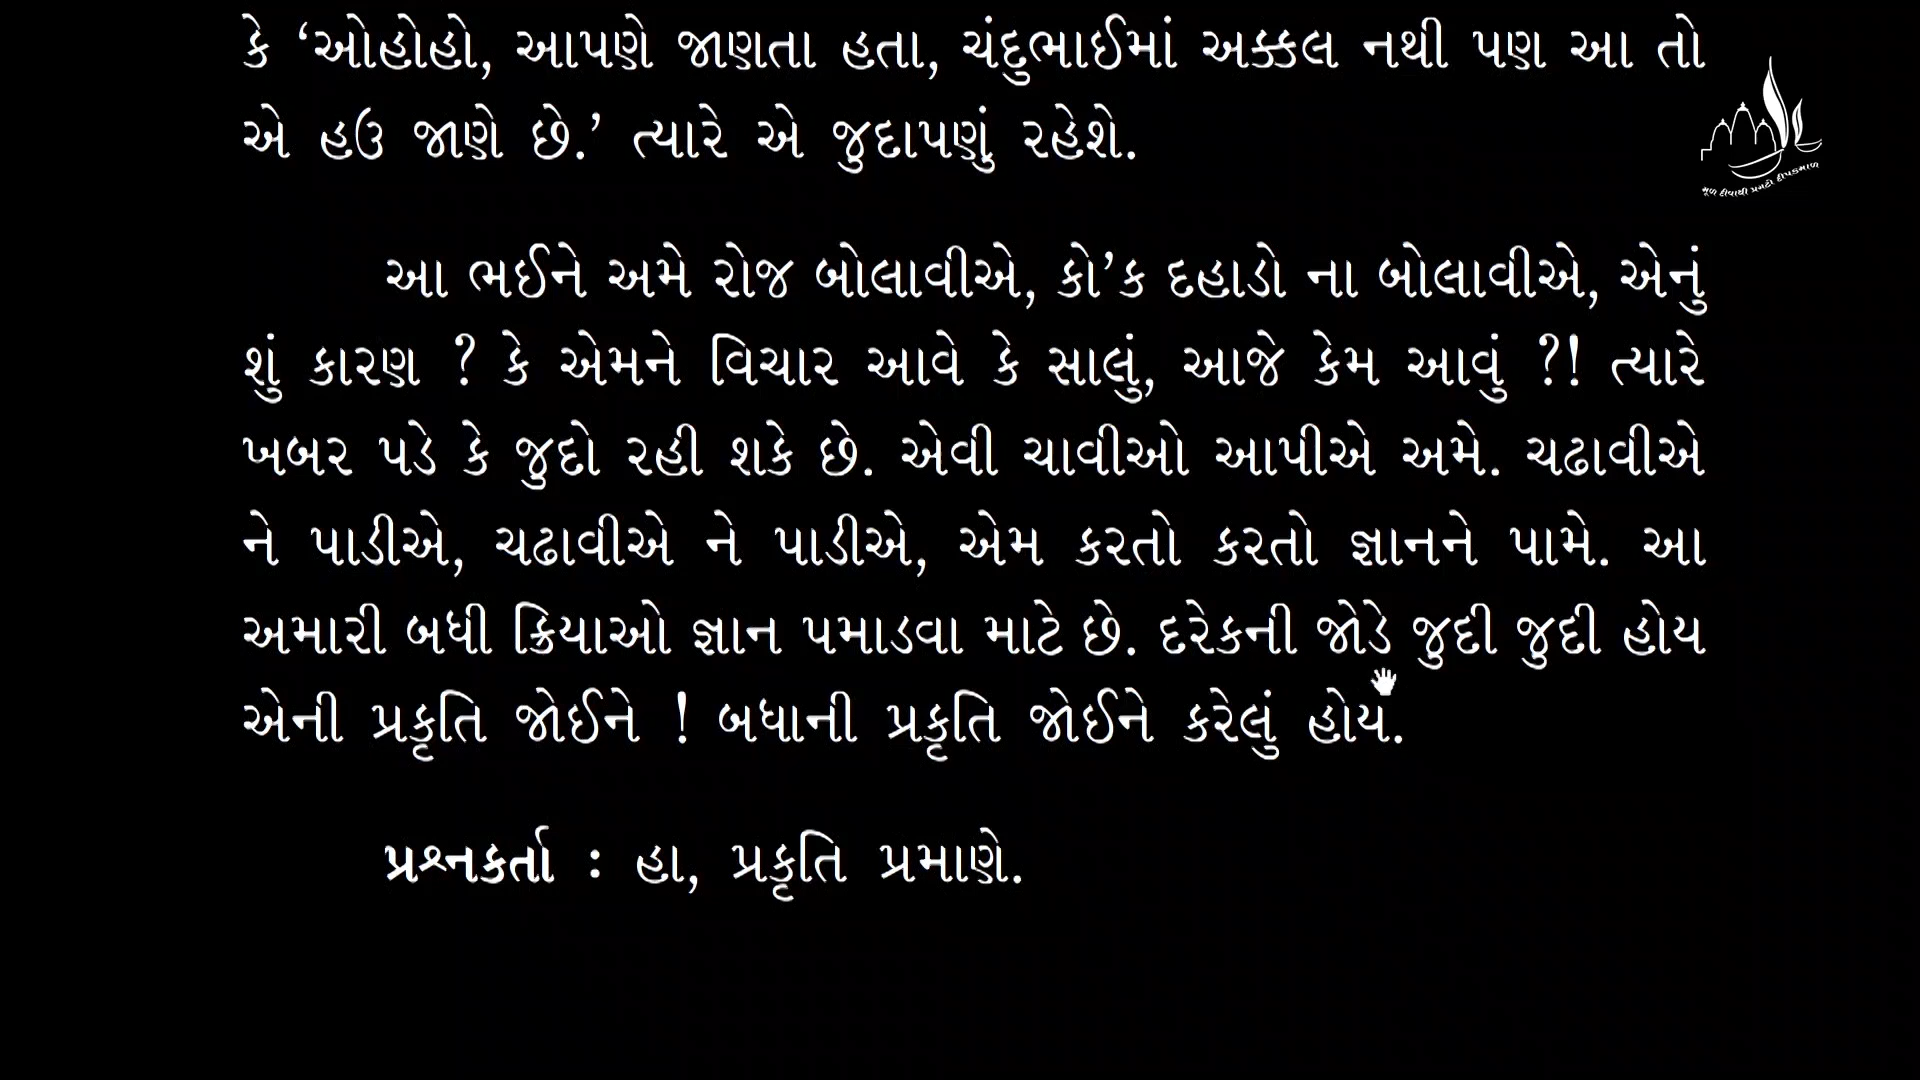 કે ‘ઓહોહો, આપણે જાણતા હતા, ચંદુભાઈમાં અક્કલ નથી પણ આ તો
એ હઉ જાણે છે.’ ત્યારે એ જુદાપણું રહેશે.
આ ભઈને અમે રોજ બોલાવીએ, કો’ક દહાડો ના બોલાવીએ, એનું
શું કારણ ? કે એમને વિચાર આવે કે સાલું, આજે કેમ આવું ?! ત્યારે
ખબર પડે કે જુદો રહી શકે છે. એવી ચાવીઓ આપીએ અમે. ચઢાવીએ
ને પાડીએ, ચઢાવીએ ને પાડીએ, એમ કરતો કરતો જ્ઞાનને પામે. આ
અમારી બધી ક્રિયાઓ જ્ઞાન પમાડવા માટે છે. દરેકની જોડે જુદી જુદી હોય
એની પ્રકૃતિ જોઈને ! બધાની પ્રકૃતિ જોઈને કરેલું હોય.
પ્રશ્નકર્તા : હા, પ્રકૃતિ પ્રમાણે.
મૂળ દીવાથી પ્રગટી દીપકમાળ